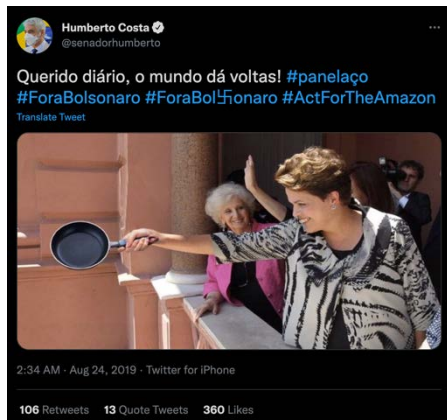 Humberto Costa
@senadorhumberto
Querido diário, o mundo dá voltas! #panelaço
#ForaBolsonaro #ForaBol卐onaro #ActForTheAmazon
Translate Tweet
2:34 AM · Aug 24, 2019 · Twitter for iPhone
106 Retweets 13 Quote Tweets 360 Likes